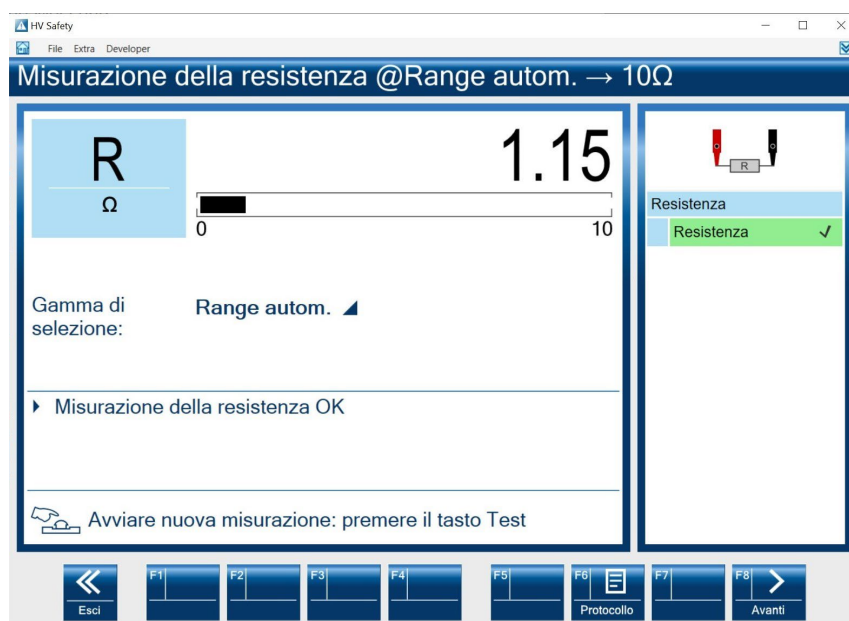 HV Safety
File Extra Developer
Misurazione della resistenza @Range autom. → 10Ω
R
Ω
1.15
0 10
R
Resistenza
Resistenza
Gamma di
selezione:
Range autom.
Misurazione della resistenza OK
Avviare nuova misurazione: premere il tasto Test
Esci
F1
F2
F3
F4
F5
F6
Protocollo
F7
F8
Avanti